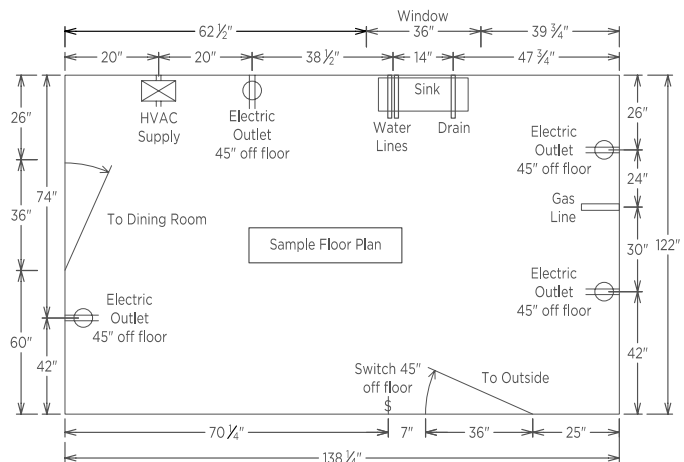 Window
62 ½" 36" 39 ¾"
20" 20" 38 ½" 14" 47 ¾"
Sink
HVAC
Supply
Electric
Outlet
45" off floor
Water
Lines
Drain
26"
36"
60"
74"
42"
To Dining Room
Sample Floor Plan
Electric
Outlet
45" off floor
Electric
Outlet
45" off floor
Gas
Line
Electric
Outlet
45" off floor
26"
24"
30"
42"
122"
Switch 45"
off floor
S
To Outside
70 ¼" 7" 36" 25"
138 ¼"